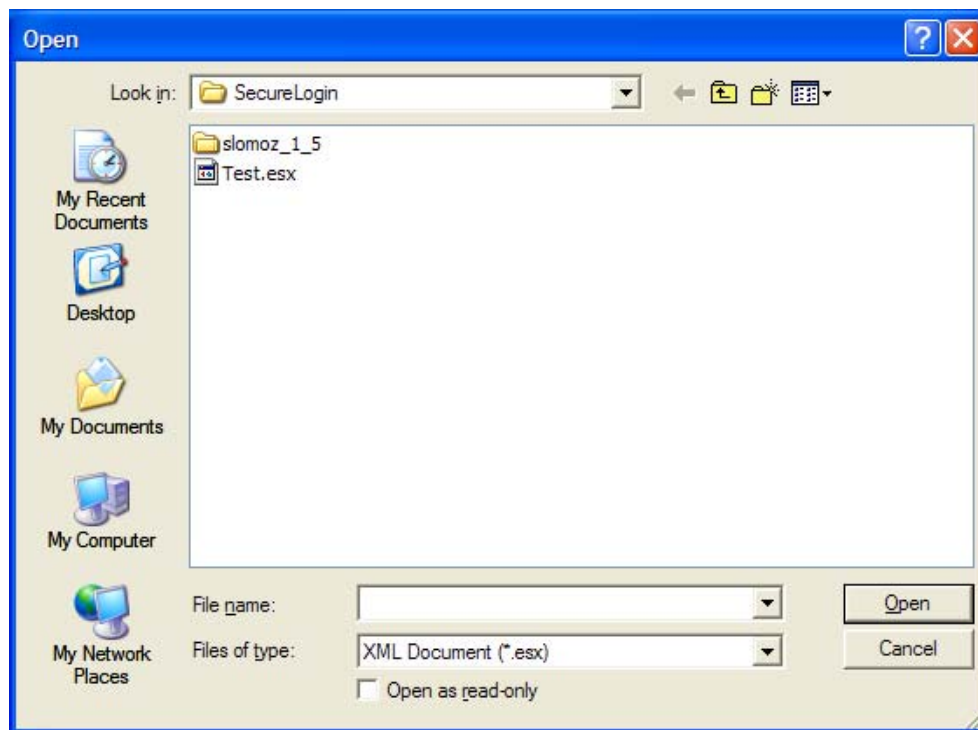 Open
Look in: SecureLogin
slomoz_1_5
Test.esx
My Recent
Documents
Desktop
My Documents
My Computer
My Network
Places
File name:
Open
Files of type: XML Document (*.esx)
Cancel
Open as read-only